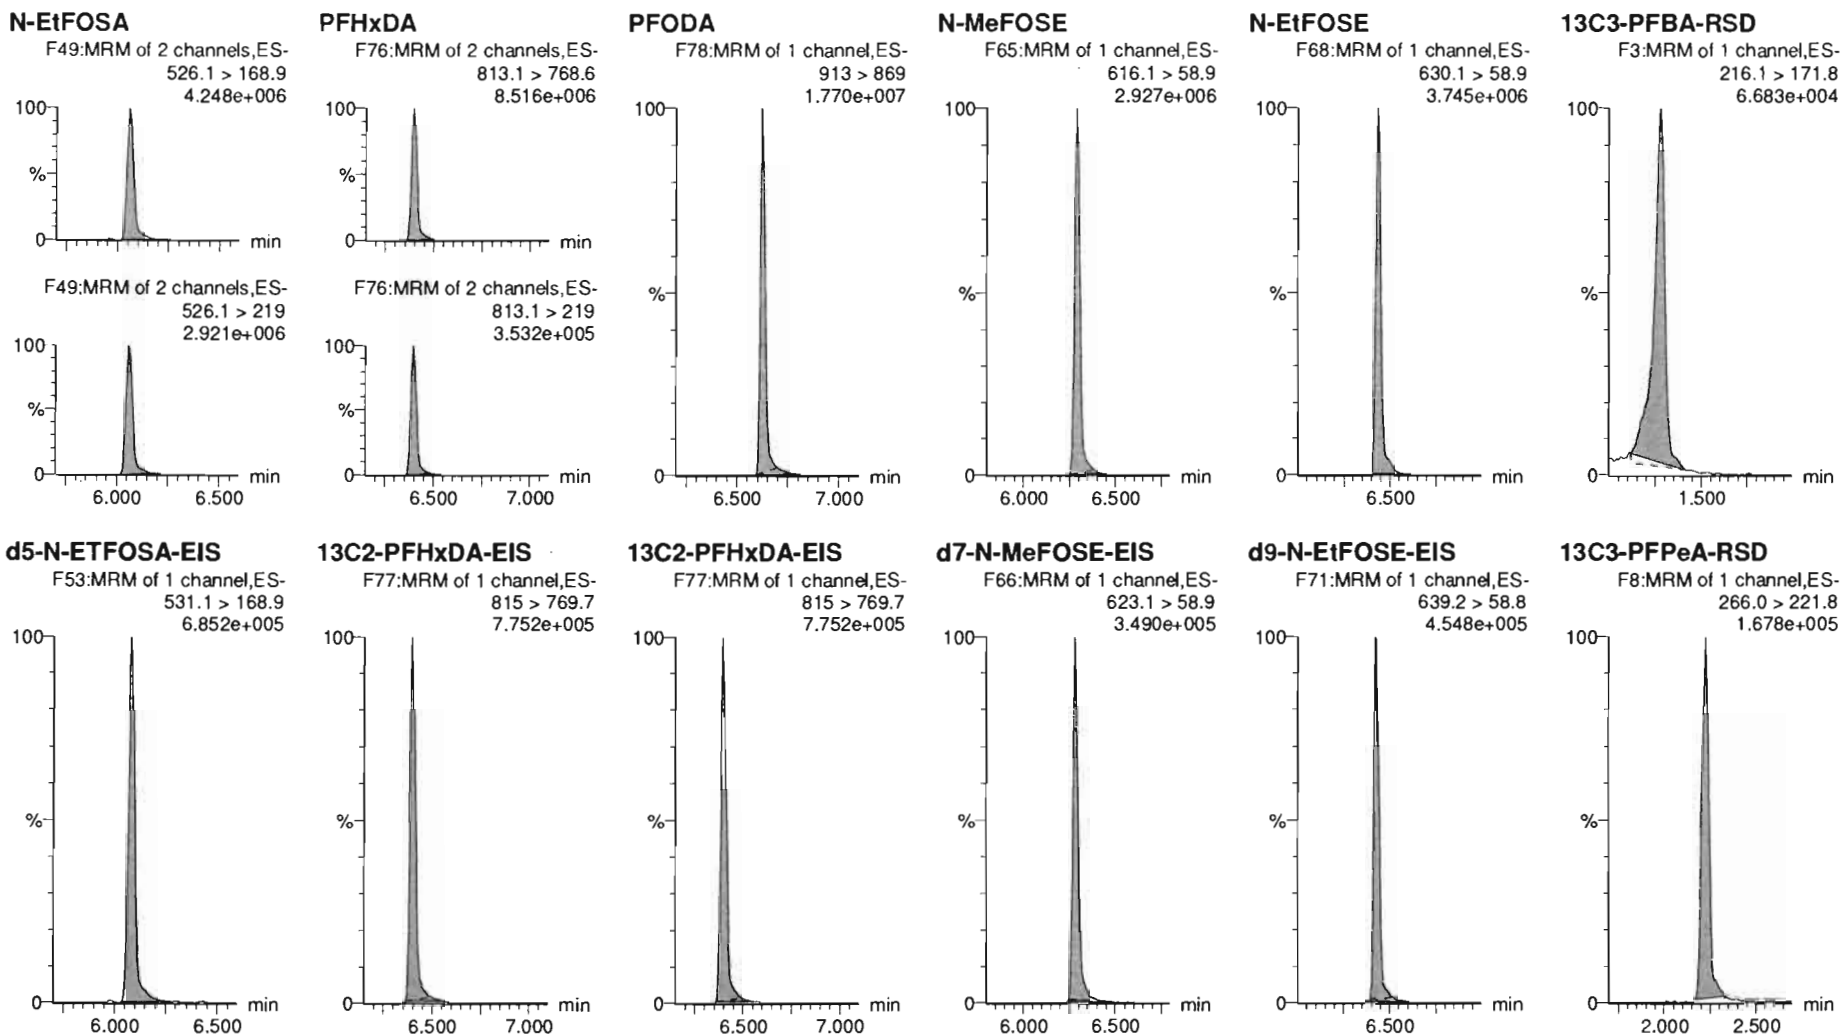 N-EtFOSA
F49:MRM of 2 channels,ES-
526.1 > 168.9
4.248e+006
100
%
0
min
F49:MRM of 2 channels,ES-
526.1 > 219
2.921e+006
100
%
0
min
6.000 6.500
PFHxDA
F76:MRM of 2 channels,ES-
813.1 > 768.6
8.516e+006
100
%
0
min
F76:MRM of 2 channels,ES-
813.1 > 219
3.532e+005
100
%
0
min
6.500 7.000
PFODA
F78:MRM of 1 channel,ES-
913 > 869
1.770e+007
100
%
0
min
6.500 7.000
N-MeFOSE
F65:MRM of 1 channel,ES-
616.1 > 58.9
2.927e+006
100
%
0
min
6.000 6.500
N-EtFOSE
F68:MRM of 1 channel,ES-
630.1 > 58.9
3.745e+006
100
%
0
min
6.500
13C3-PFBA-RSD
F3:MRM of 1 channel,ES-
216.1 > 171.8
6.683e+004
100
%
0
min
1.500
d5-N-ETFOSA-EIS
F53:MRM of 1 channel,ES-
531.1 > 168.9
6.852e+005
100
%
0
min
6.000 6.500
13C2-PFHxDA-EIS
F77:MRM of 1 channel,ES-
815 > 769.7
7.752e+005
100
%
0
min
6.500 7.000
13C2-PFHxDA-EIS
F77:MRM of 1 channel,ES-
815 > 769.7
7.752e+005
100
%
0
min
6.500 7.000
d7-N-MeFOSE-EIS
F66:MRM of 1 channel,ES-
623.1 > 58.9
3.490e+005
100
%
0
min
6.000 6.500
d9-N-EtFOSE-EIS
F71:MRM of 1 channel,ES-
639.2 > 58.8
4.548e+005
100
%
0
min
6.500
13C3-PFPeA-RSD
F8:MRM of 1 channel,ES-
266.0 > 221.8
1.678e+005
100
%
0
min
2.000 2.500